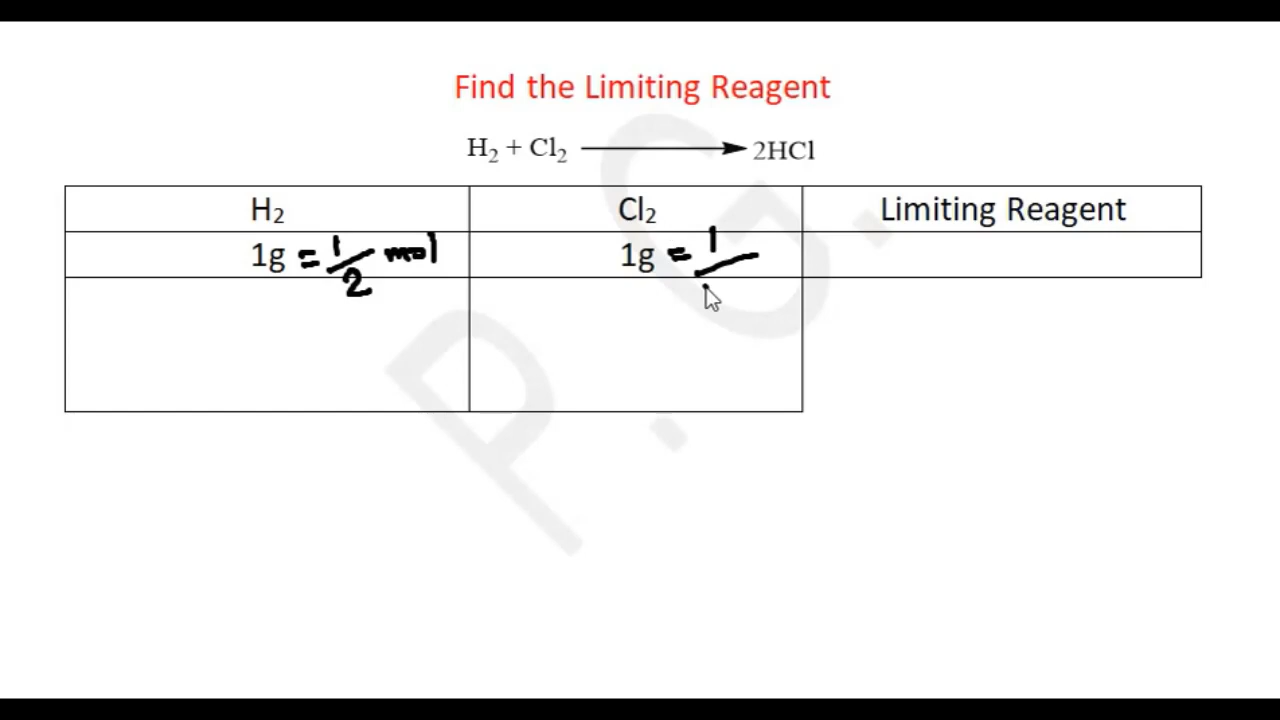 Find the Limiting Reagent
H₂ + Cl₂ → 2HCl
H₂ Cl₂ Limiting Reagent
1g = 1/2 mol 1g = 1/
P. G.